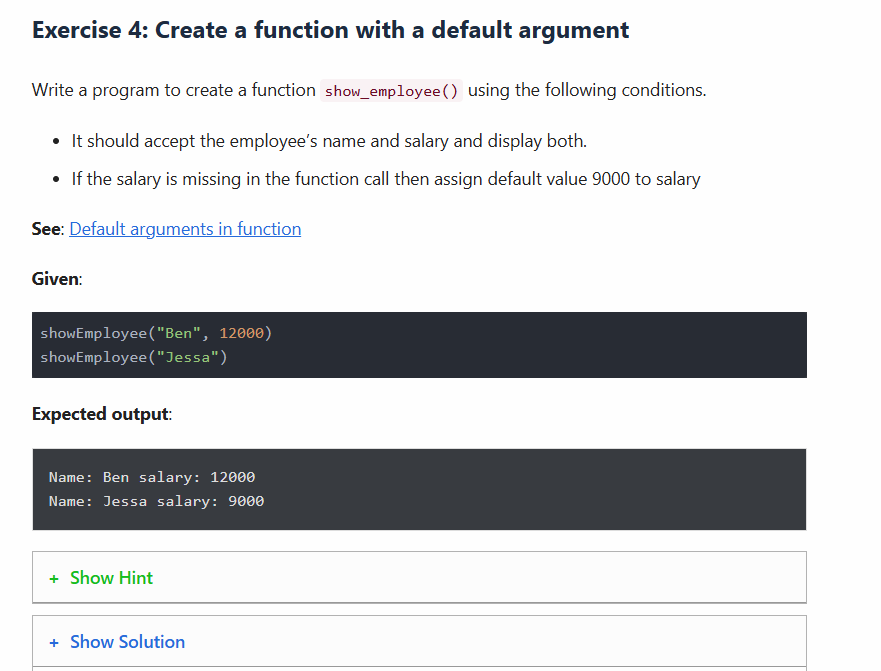 Exercise 4: Create a function with a default argument
Write a program to create a function show_employee() using the following conditions.
• It should accept the employee’s name and salary and display both.
• If the salary is missing in the function call then assign default value 9000 to salary
See: Default arguments in function
Given:
showEmployee("Ben", 12000)
showEmployee("Jessa")
Expected output:
Name: Ben salary: 12000
Name: Jessa salary: 9000
+ Show Hint
+ Show Solution